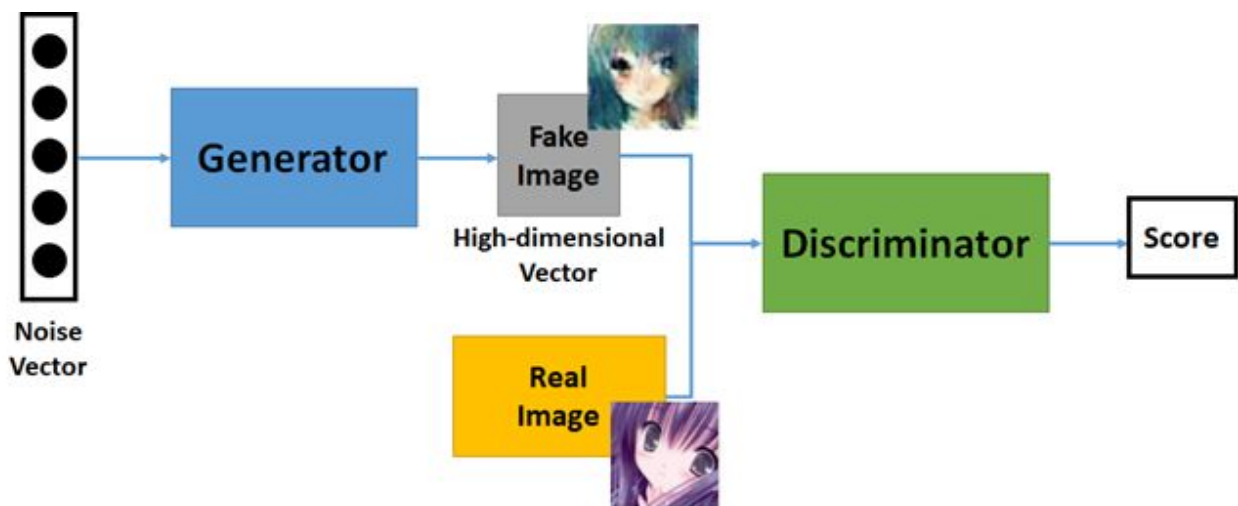 Noise
Vector
Generator
Fake
Image
High-dimensional
Vector
Real
Image
Discriminator
Score